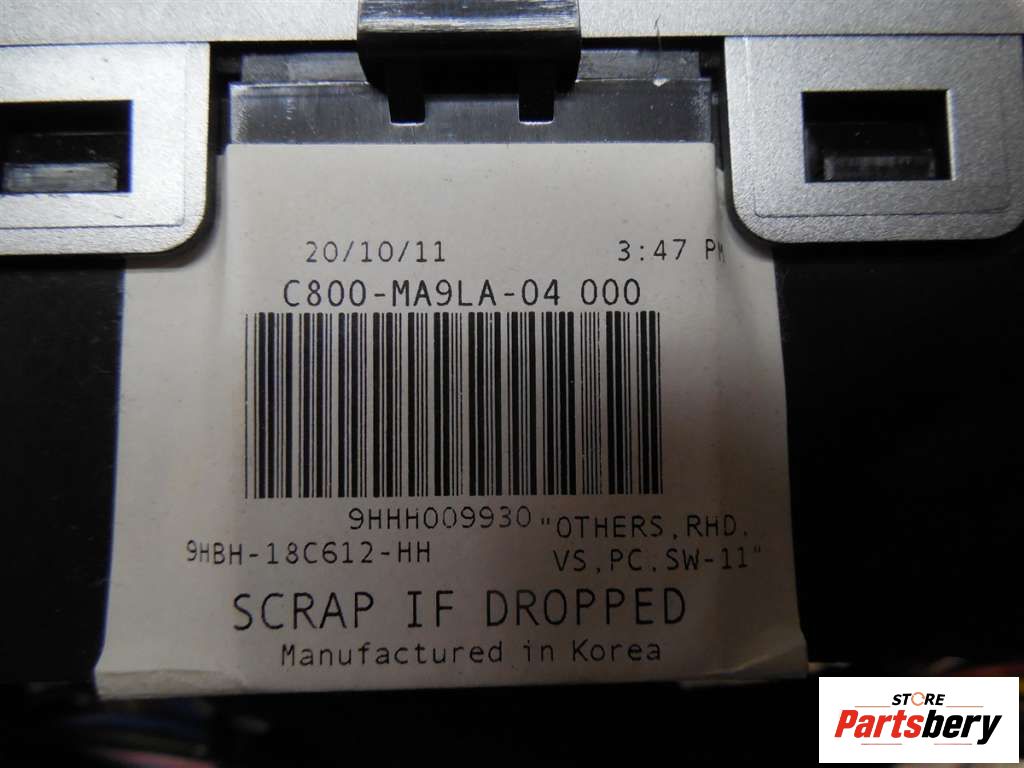 20/10/11 3:47 PM
C800-MA9LA-04 000
9HHH009930
"OTHERS,RHD,
9HBH-18C612-HH
VS,PC,SW-11"
SCRAP IF DROPPED
Manufactured in Korea
STORE
Partsbery